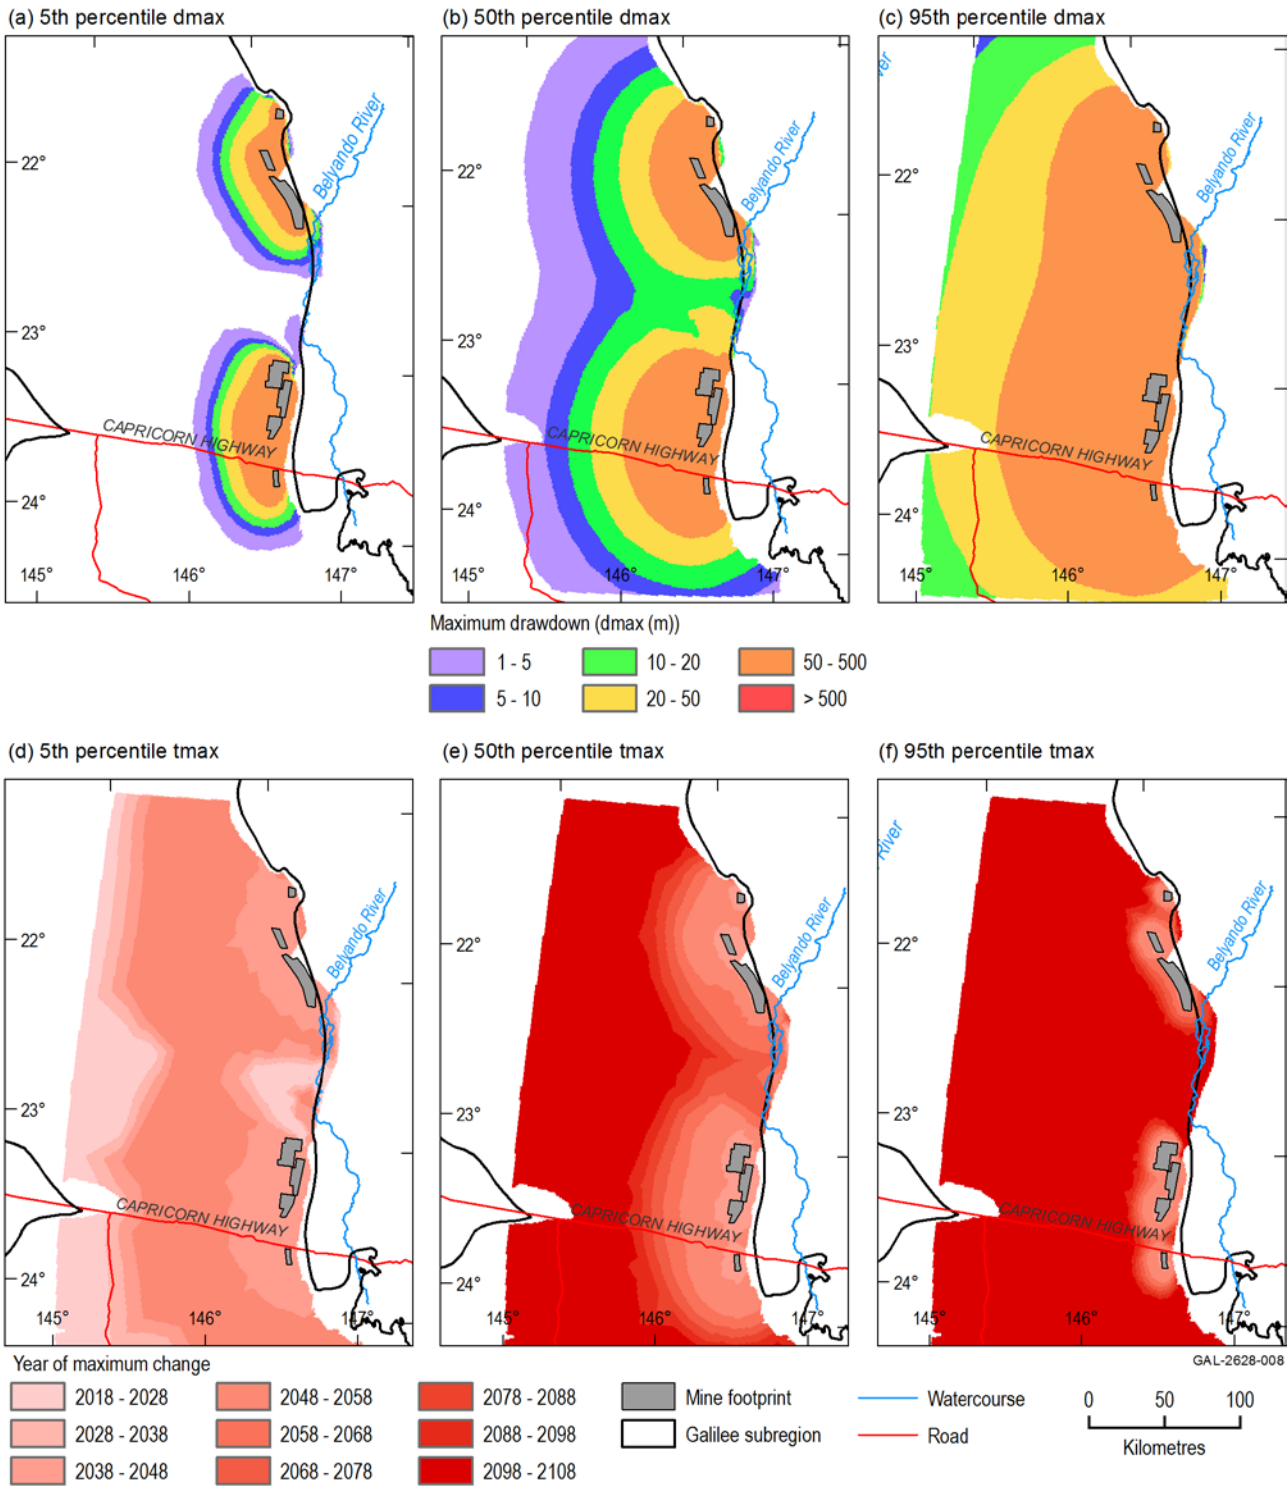 (a) 5th percentile dmax
(b) 50th percentile dmax
(c) 95th percentile dmax
Belyando River
22°
23°
CAPRICORN HIGHWAY
24°
145°
146°
147°
Belyando River
22°
23°
CAPRICORN HIGHWAY
24°
145°
146°
147°
ver
Belyando River
22°
23°
CAPRICORN HIGHWAY
24°
145°
146°
147°
Maximum drawdown (dmax (m))
1 - 5
10 - 20
50 - 500
5 - 10
20 - 50
> 500
(d) 5th percentile tmax
(e) 50th percentile tmax
(f) 95th percentile tmax
Belyando River
22°
23°
CAPRICORN HIGHWAY
24°
145°
146°
147°
Belyando River
22°
23°
CAPRICORN HIGHWAY
24°
145°
146°
147°
River
Belyando River
22°
23°
CAPRICORN HIGHWAY
24°
145°
146°
147°
GAL-2628-008
Year of maximum change
2018 - 2028
2048 - 2058
2078 - 2088
Mine footprint
Watercourse
0 50 100
2028 - 2038
2058 - 2068
2088 - 2098
Galilee subregion
Road
Kilometres
2038 - 2048
2068 - 2078
2098 - 2108